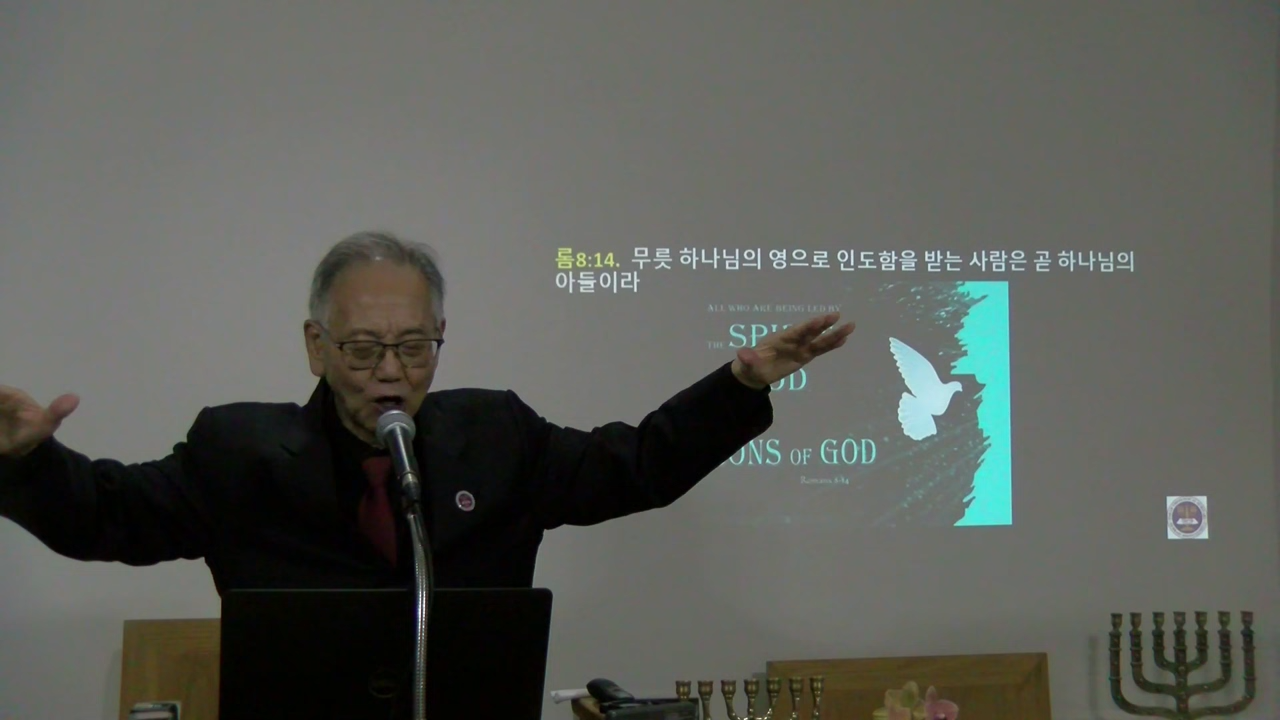 롬8:14. 무릇 하나님의 영으로 인도함을 받는 사람은 곧 하나님의
아들이라
ALL WHO ARE BEING LED BY
THE
OF GOD